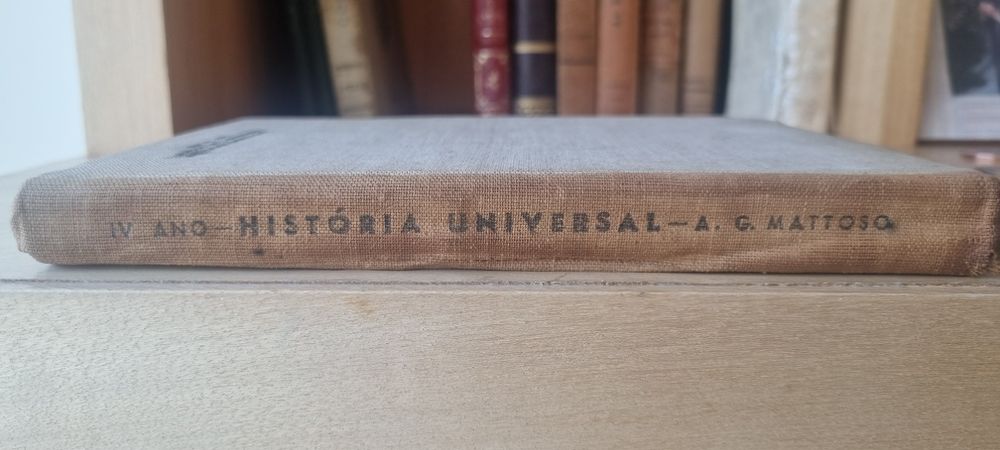 IV ANO—HISTÓRIA UNIVERSAL—A. G. MATTOSO